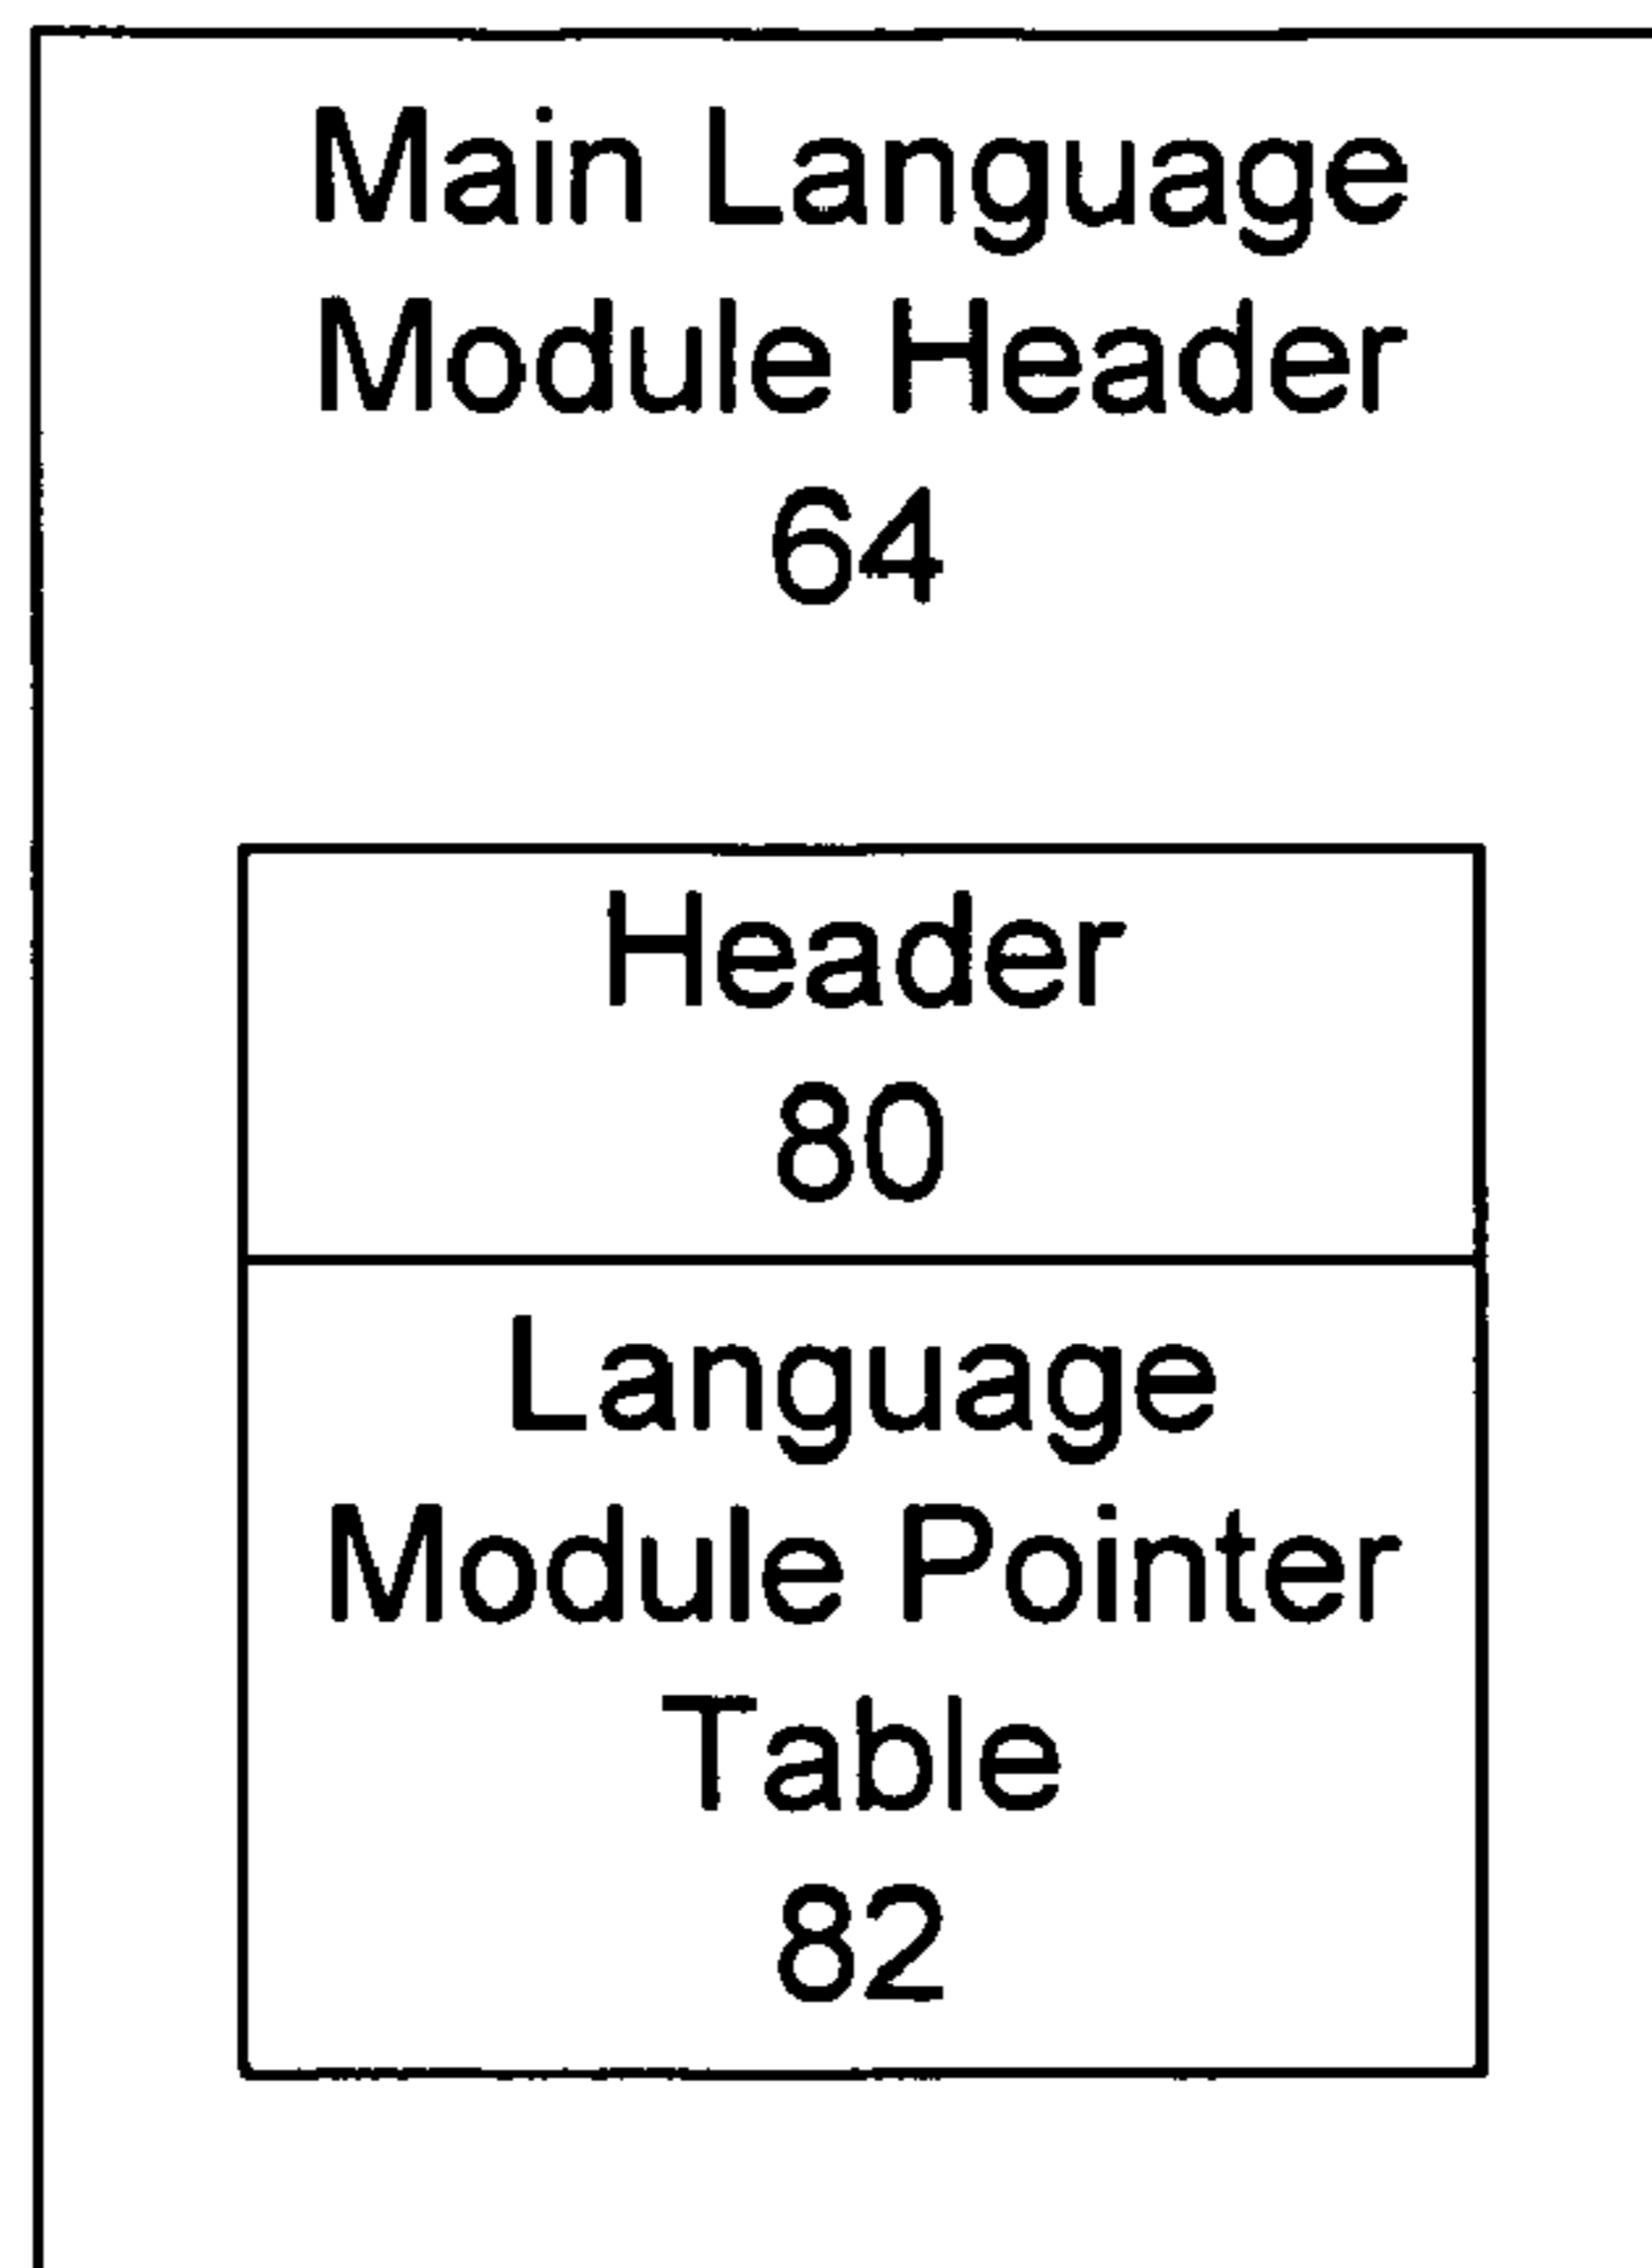 Main Language
Module Header
64
Header
80
Language
Module Pointer
Table
82